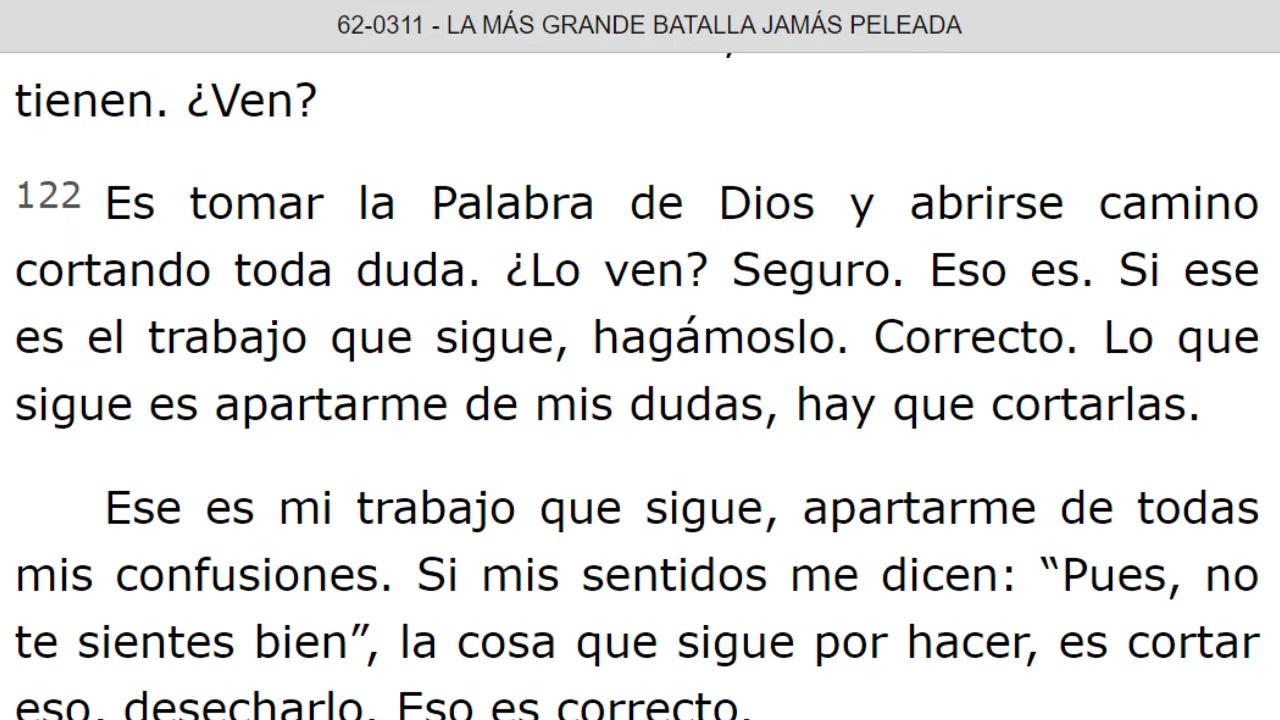 62-0311 - LA MÁS GRANDE BATALLA JAMÁS PELEADA
tienen. ¿Ven?
122 Es tomar la Palabra de Dios y abrirse camino
cortando toda duda. ¿Lo ven? Seguro. Eso es. Si ese
es el trabajo que sigue, hagámoslo. Correcto. Lo que
sigue es apartarme de mis dudas, hay que cortarlas.
Ese es mi trabajo que sigue, apartarme de todas
mis confusiones. Si mis sentidos me dicen: “Pues, no
te sientes bien”, la cosa que sigue por hacer, es cortar
eso, desecharlo. Eso es correcto.